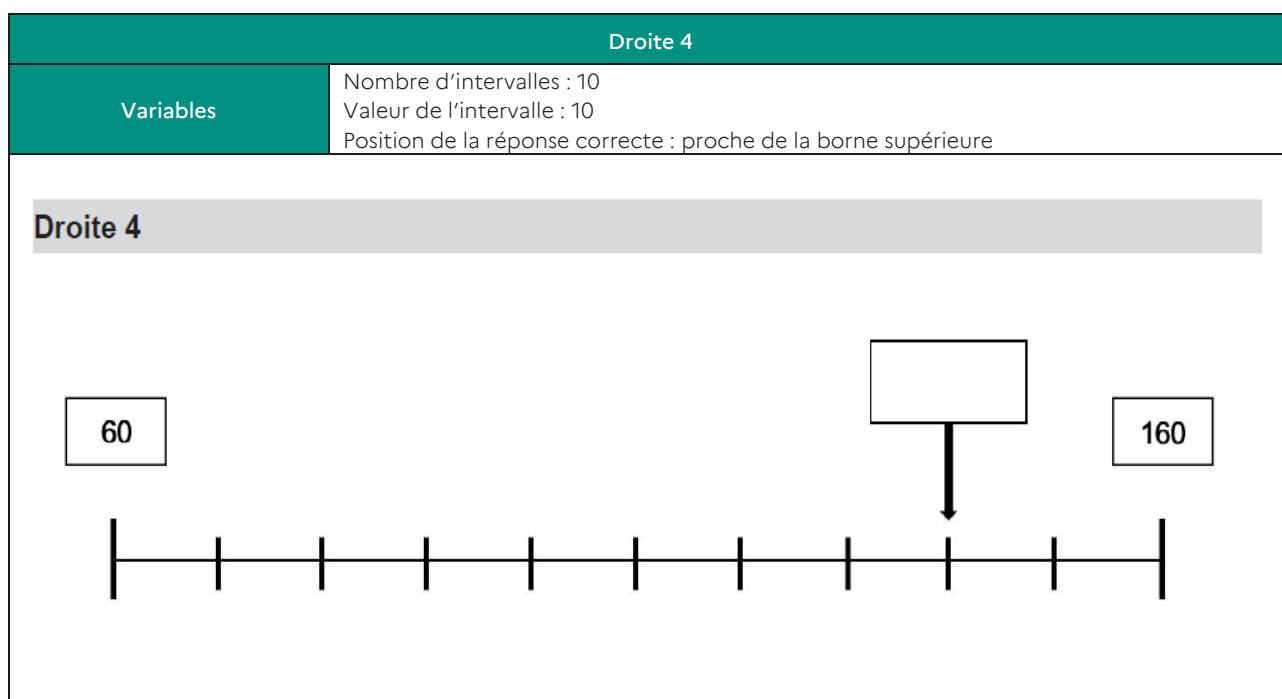 Droite 4
Variables
Nombre d'intervalles : 10
Valeur de l'intervalle : 10
Position de la réponse correcte : proche de la borne supérieure
Droite 4
60
160